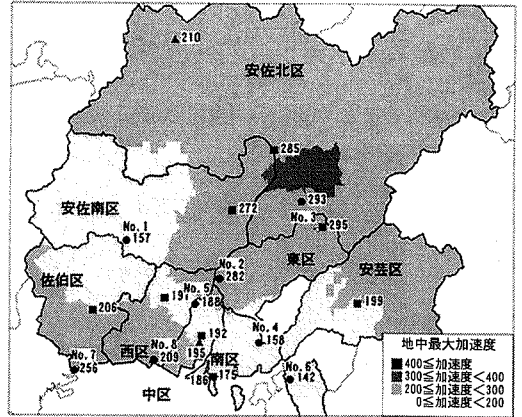 210
安佐北区
285
安佐南区
293
No. 3
272
295
No. 1
157
東区
No. 2
282
安芸区
佐伯区
No. 5
191
188
199
206
192
No. 4
西区
No. 8
195
158
南区
No. 7
256
209
中区
186
175
No. 6
142
地中最大加速度
400≦加速度
300≦加速度<400
200≦加速度<300
0≦加速度<200